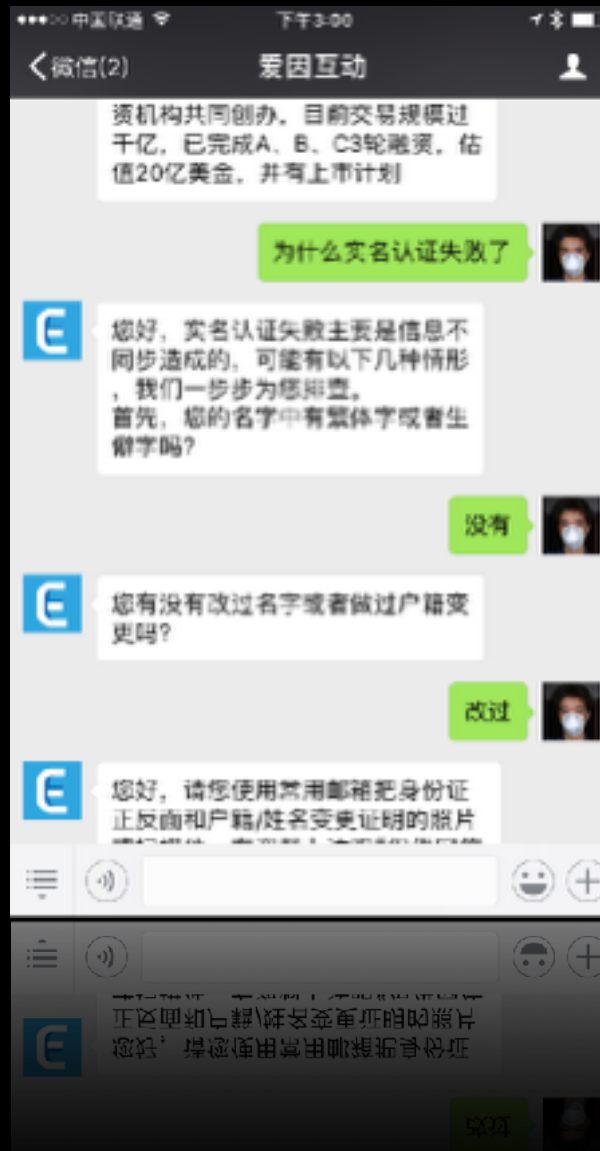 中国联通
下午3:00
微信(2)
爱因互动
资机构共同创办。目前交易规模过
千亿，已完成A、B、C3轮融资，估
值20亿美金，并有上市计划
为什么实名认证失败了
您好，实名认证失败主要是信息不
同步造成的，可能有以下几种情形
，我们一步步为您排查。
首先，您的名字中有繁体字或者生
僻字吗？
没有
您有没有改过名字或者做过户籍变
更吗？
改过
您好，请您使用常用邮箱把身份证
正反面和户籍/姓名变更证明的照片